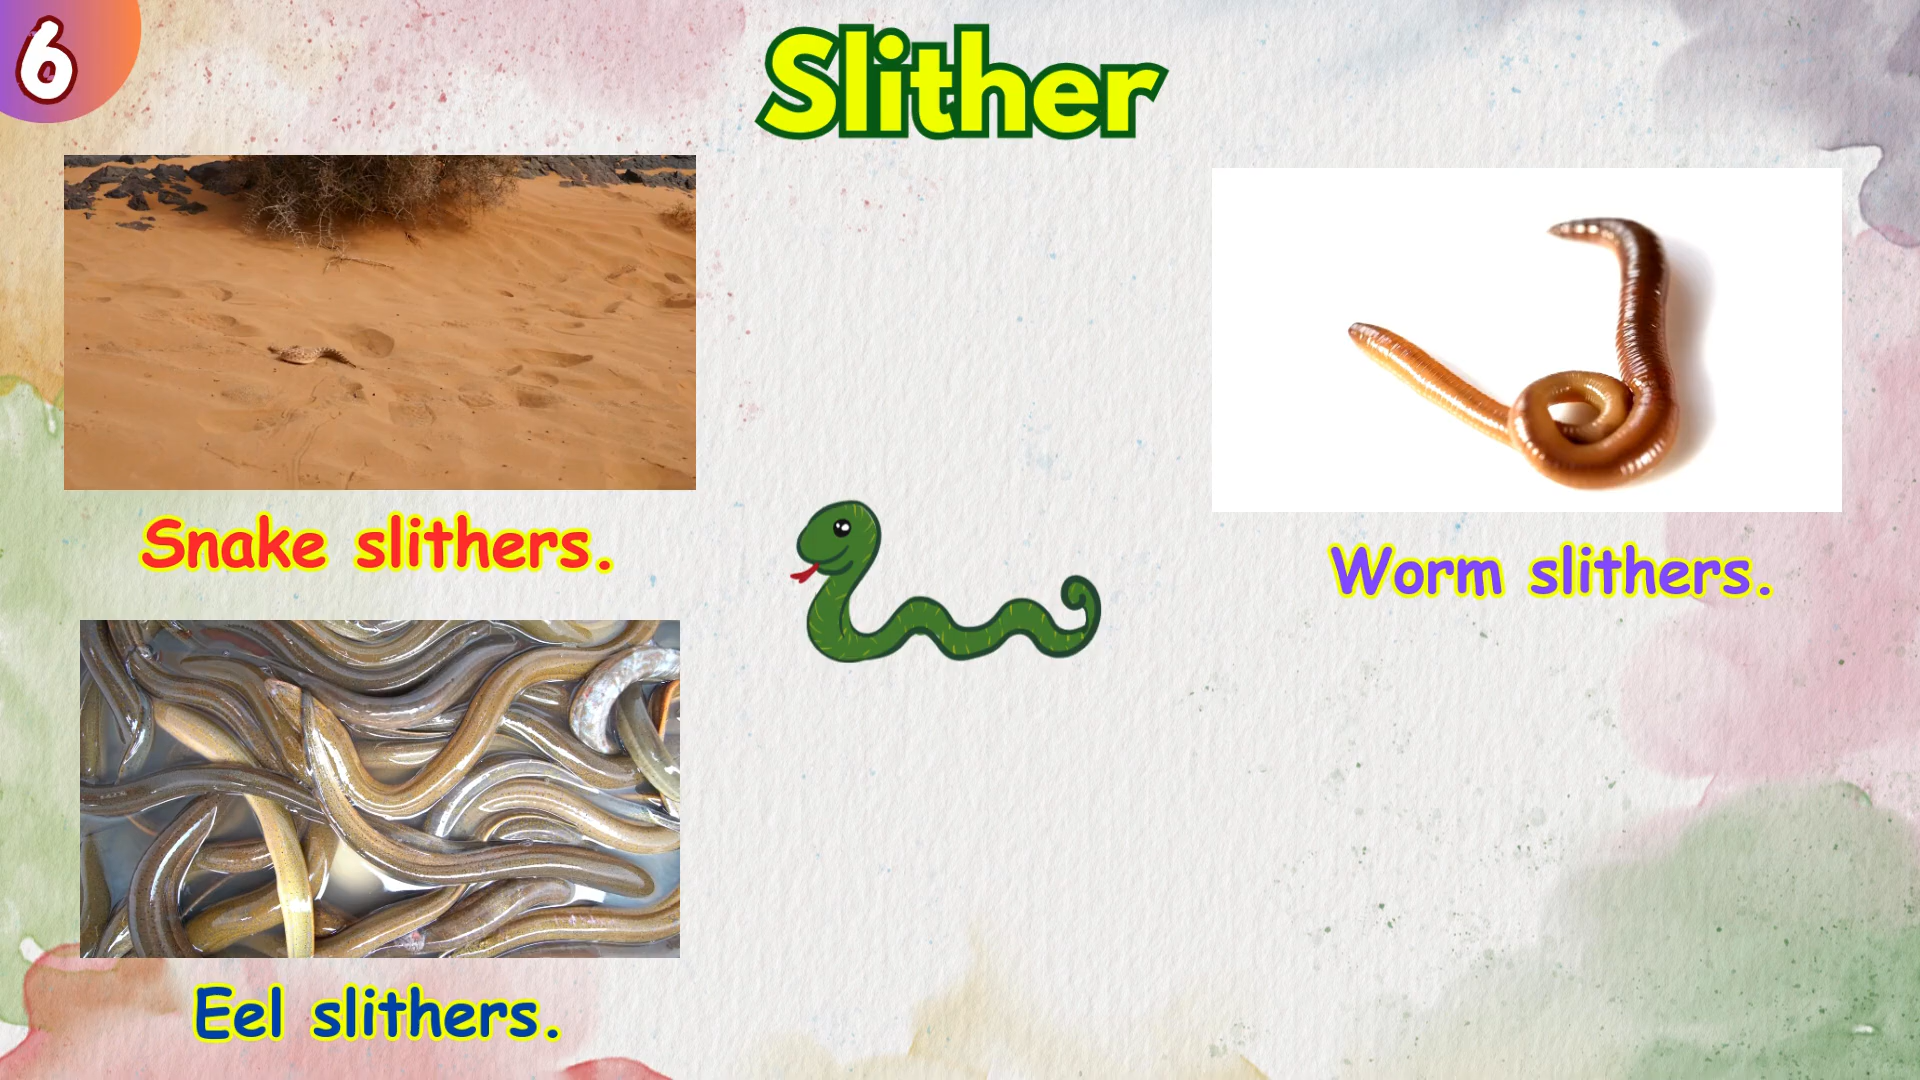 6
Slither
Snake slithers.
Worm slithers.
Eel slithers.